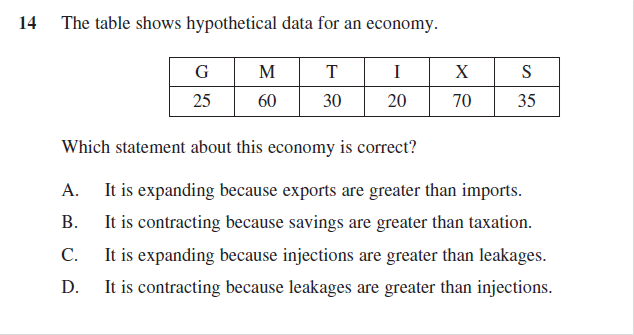 14 The table shows hypothetical data for an economy.
G M T I X S
25 60 30 20 70 35
Which statement about this economy is correct?
A. It is expanding because exports are greater than imports.
B. It is contracting because savings are greater than taxation.
C. It is expanding because injections are greater than leakages.
D. It is contracting because leakages are greater than injections.